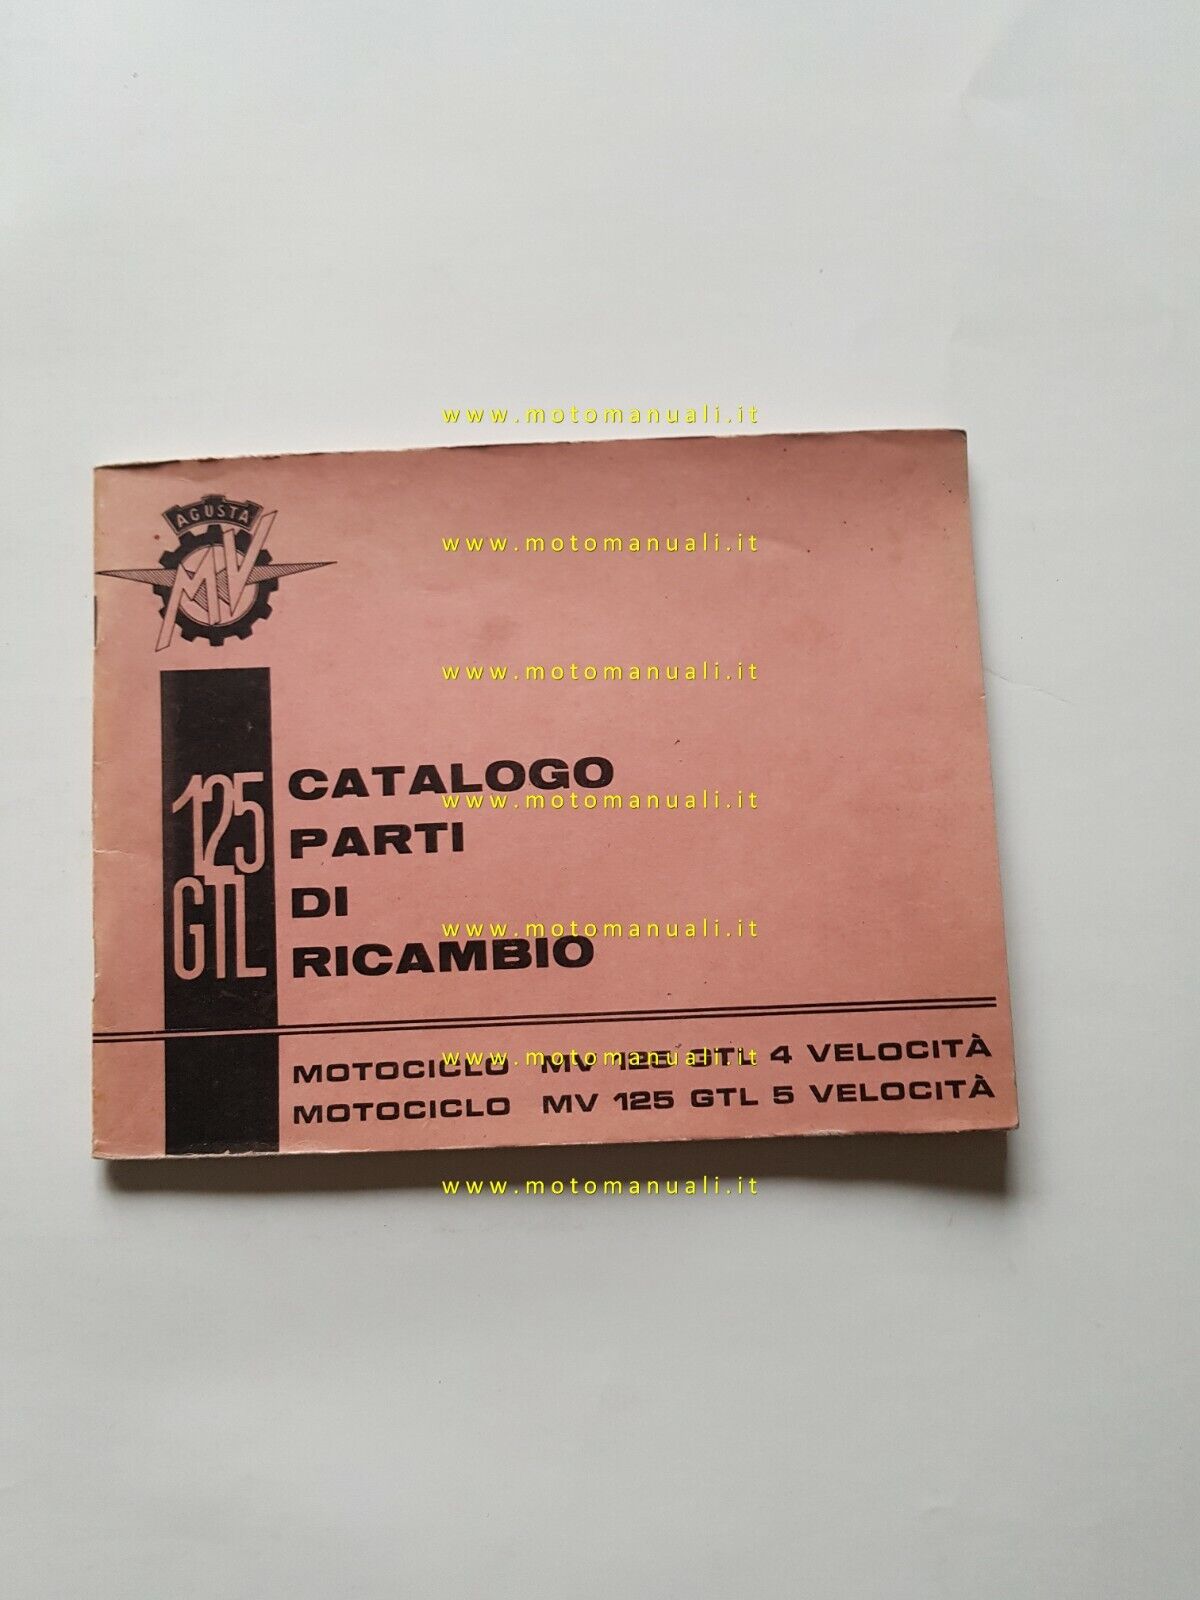 www.motomanuali.it
AGUSTA
MV
www.motomanuali.it
www.motomanuali.it
125
GTL
CATALOGO
www.motomanuali.it
PARTI
DI
www.motomanuali.it
RICAMBIO
MOTOCICLO MV 125 GTL 4 VELOCITÀ
www.motomanuali.it
MOTOCICLO MV 125 GTL 5 VELOCITÀ
www.motomanuali.it